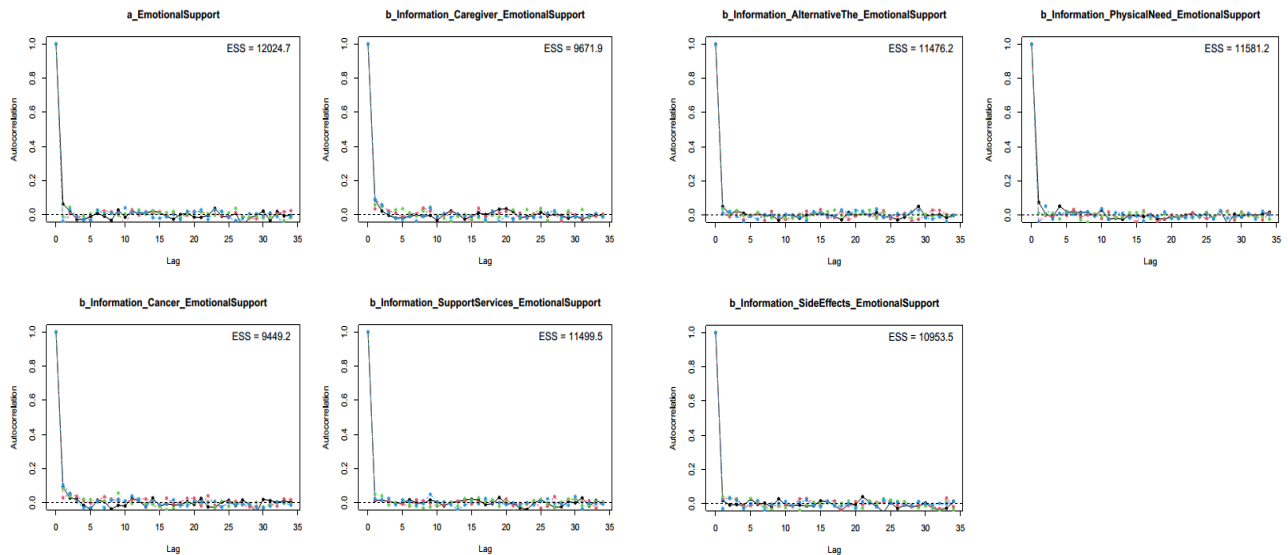 a_EmotionalSupport
ESS = 12024.7
Autocorrelation
0.0 0.2 0.4 0.6 0.8 1.0
0 5 10 15 20 25 30 35
Lag
b_Information_Caregiver_EmotionalSupport
ESS = 9671.9
Autocorrelation
0.0 0.2 0.4 0.6 0.8 1.0
0 5 10 15 20 25 30 35
Lag
b_Information_AlternativeThe_EmotionalSupport
ESS = 11476.2
Autocorrelation
0.0 0.2 0.4 0.6 0.8 1.0
0 5 10 15 20 25 30 35
Lag
b_Information_PhysicalNeed_EmotionalSupport
ESS = 11581.2
Autocorrelation
0.0 0.2 0.4 0.6 0.8 1.0
0 5 10 15 20 25 30 35
Lag
b_Information_Cancer_EmotionalSupport
ESS = 9449.2
Autocorrelation
0.0 0.2 0.4 0.6 0.8 1.0
0 5 10 15 20 25 30 35
Lag
b_Information_SupportServices_EmotionalSupport
ESS = 11499.5
Autocorrelation
0.0 0.2 0.4 0.6 0.8 1.0
0 5 10 15 20 25 30 35
Lag
b_Information_SideEffects_EmotionalSupport
ESS = 10953.5
Autocorrelation
0.0 0.2 0.4 0.6 0.8 1.0
0 5 10 15 20 25 30 35
Lag